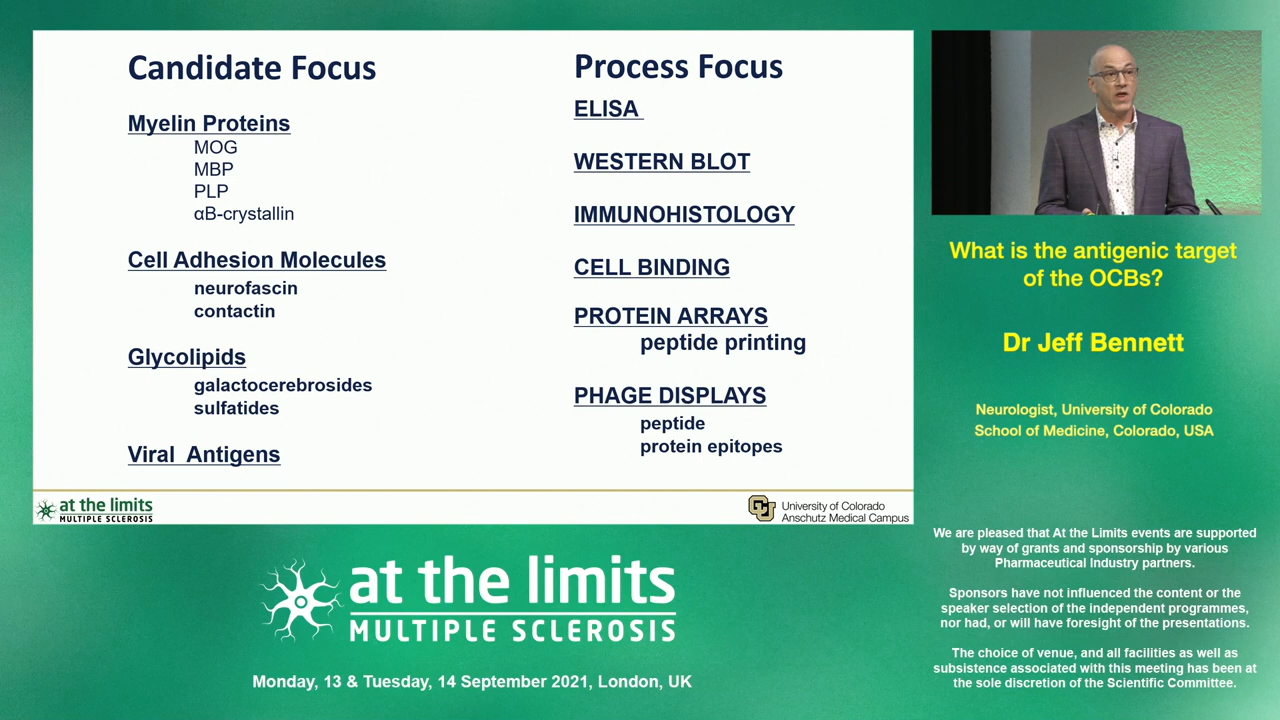 Candidate Focus
Myelin Proteins
MOG
MBP
PLP
αB-crystallin
Cell Adhesion Molecules
neurofascin
contactin
Glycolipids
galactocerebrosides
sulfatides
Viral Antigens
Process Focus
ELISA
WESTERN BLOT
IMMUNOHISTOLOGY
CELL BINDING
PROTEIN ARRAYS
peptide printing
PHAGE DISPLAYS
peptide
protein epitopes
at the limits
MULTIPLE SCLEROSIS
University of Colorado
Anschutz Medical Campus
What is the antigenic target
of the OCBs?
Dr Jeff Bennett
Neurologist, University of Colorado
School of Medicine, Colorado, USA
We are pleased that At the Limits events are supported
by way of grants and sponsorship by various
Pharmaceutical Industry partners.
Sponsors have not influenced the content or the
speaker selection of the independent programmes,
nor had, or will have foresight of the presentations.
The choice of venue, and all facilities as well as
subsistence associated with this meeting has been at
the sole discretion of the Scientific Committee.
at the limits
MULTIPLE SCLEROSIS
Monday, 13 & Tuesday, 14 September 2021, London, UK